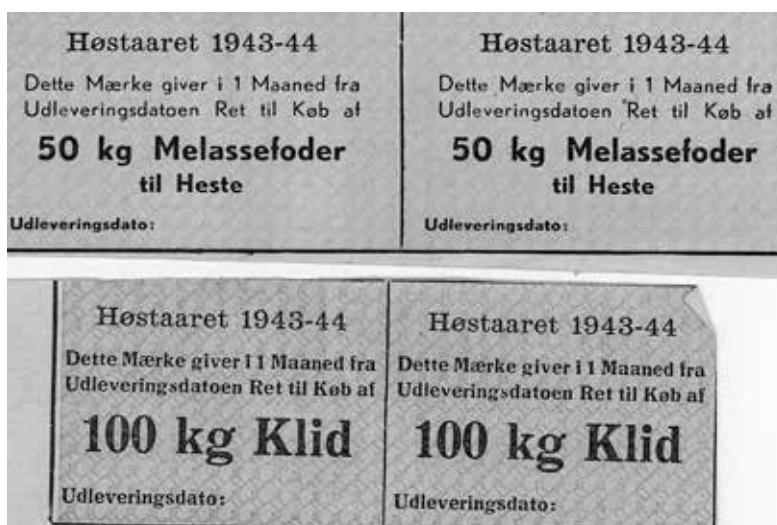 Høstaaret 1943-44
Dette Mærke giver i 1 Maaned fra
Udleveringsdatoen Ret til Køb af
50 kg Melassefoder
til Heste
Udleveringsdato:
Høstaaret 1943-44
Dette Mærke giver i 1 Maaned fra
Udleveringsdatoen Ret til Køb af
50 kg Melassefoder
til Heste
Udleveringsdato:
Høstaaret 1943-44
Dette Mærke giver i 1 Maaned fra
Udleveringsdatoen Ret til Køb af
100 kg Klid
Udleveringsdato:
Høstaaret 1943-44
Dette Mærke giver i 1 Maaned fra
Udleveringsdatoen Ret til Køb af
100 kg Klid
Udleveringsdato: